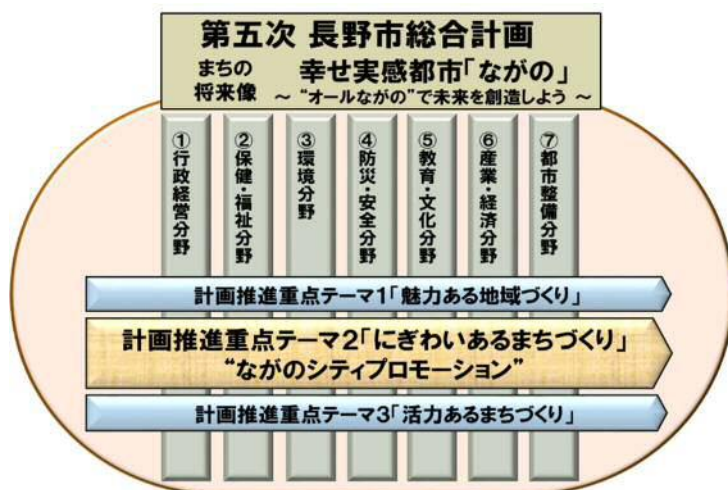 第五次 長野市総合計画
まちの
将来像
幸せ実感都市「ながの」
～ “オールながの”で未来を創造しよう ～
①行政経営分野
②保健・福祉分野
③環境分野
④防災・安全分野
⑤教育・文化分野
⑥産業・経済分野
⑦都市整備分野
計画推進重点テーマ1「魅力ある地域づくり」
計画推進重点テーマ2「にぎわいあるまちづくり」
“ながのシティプロモーション”
計画推進重点テーマ3「活力あるまちづくり」